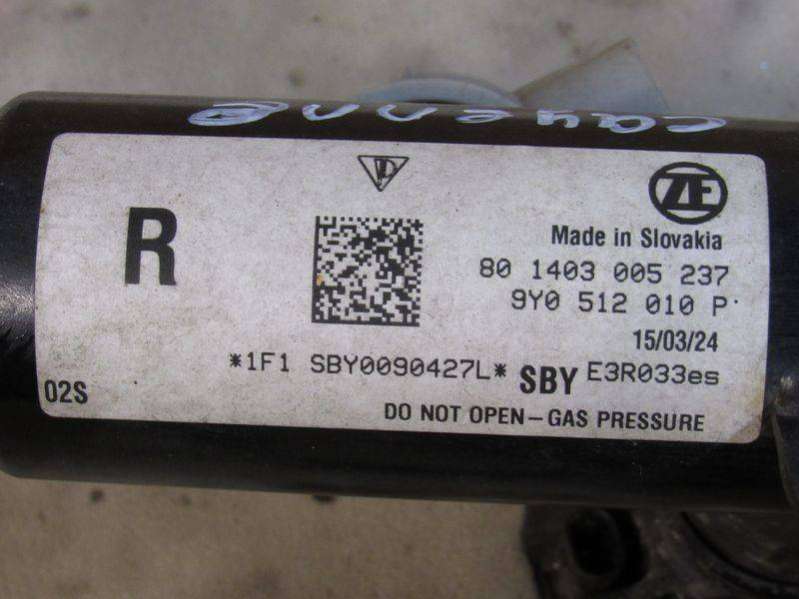 cayenne
R
ZF
Made in Slovakia
80 1403 005 237
9Y0 512 010 P
15/03/24
*1F1 SBY0090427L* SBY E3R033es
02S
DO NOT OPEN–GAS PRESSURE